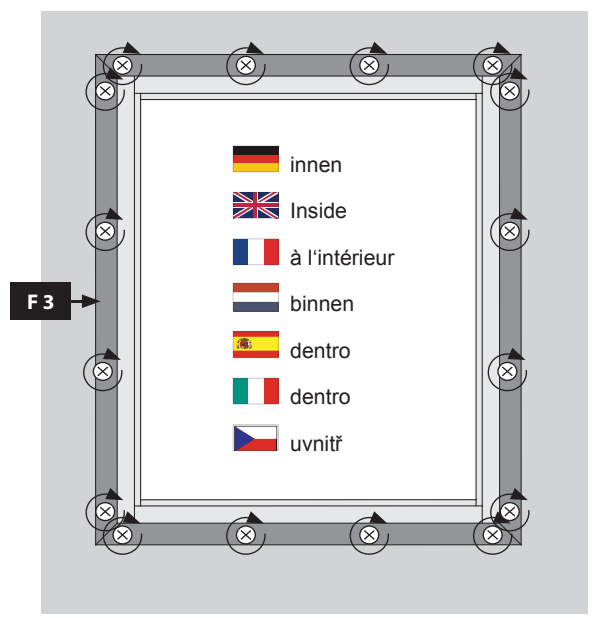 innen
Inside
à l‘intérieur
F 3
binnen
dentro
dentro
uvnitř